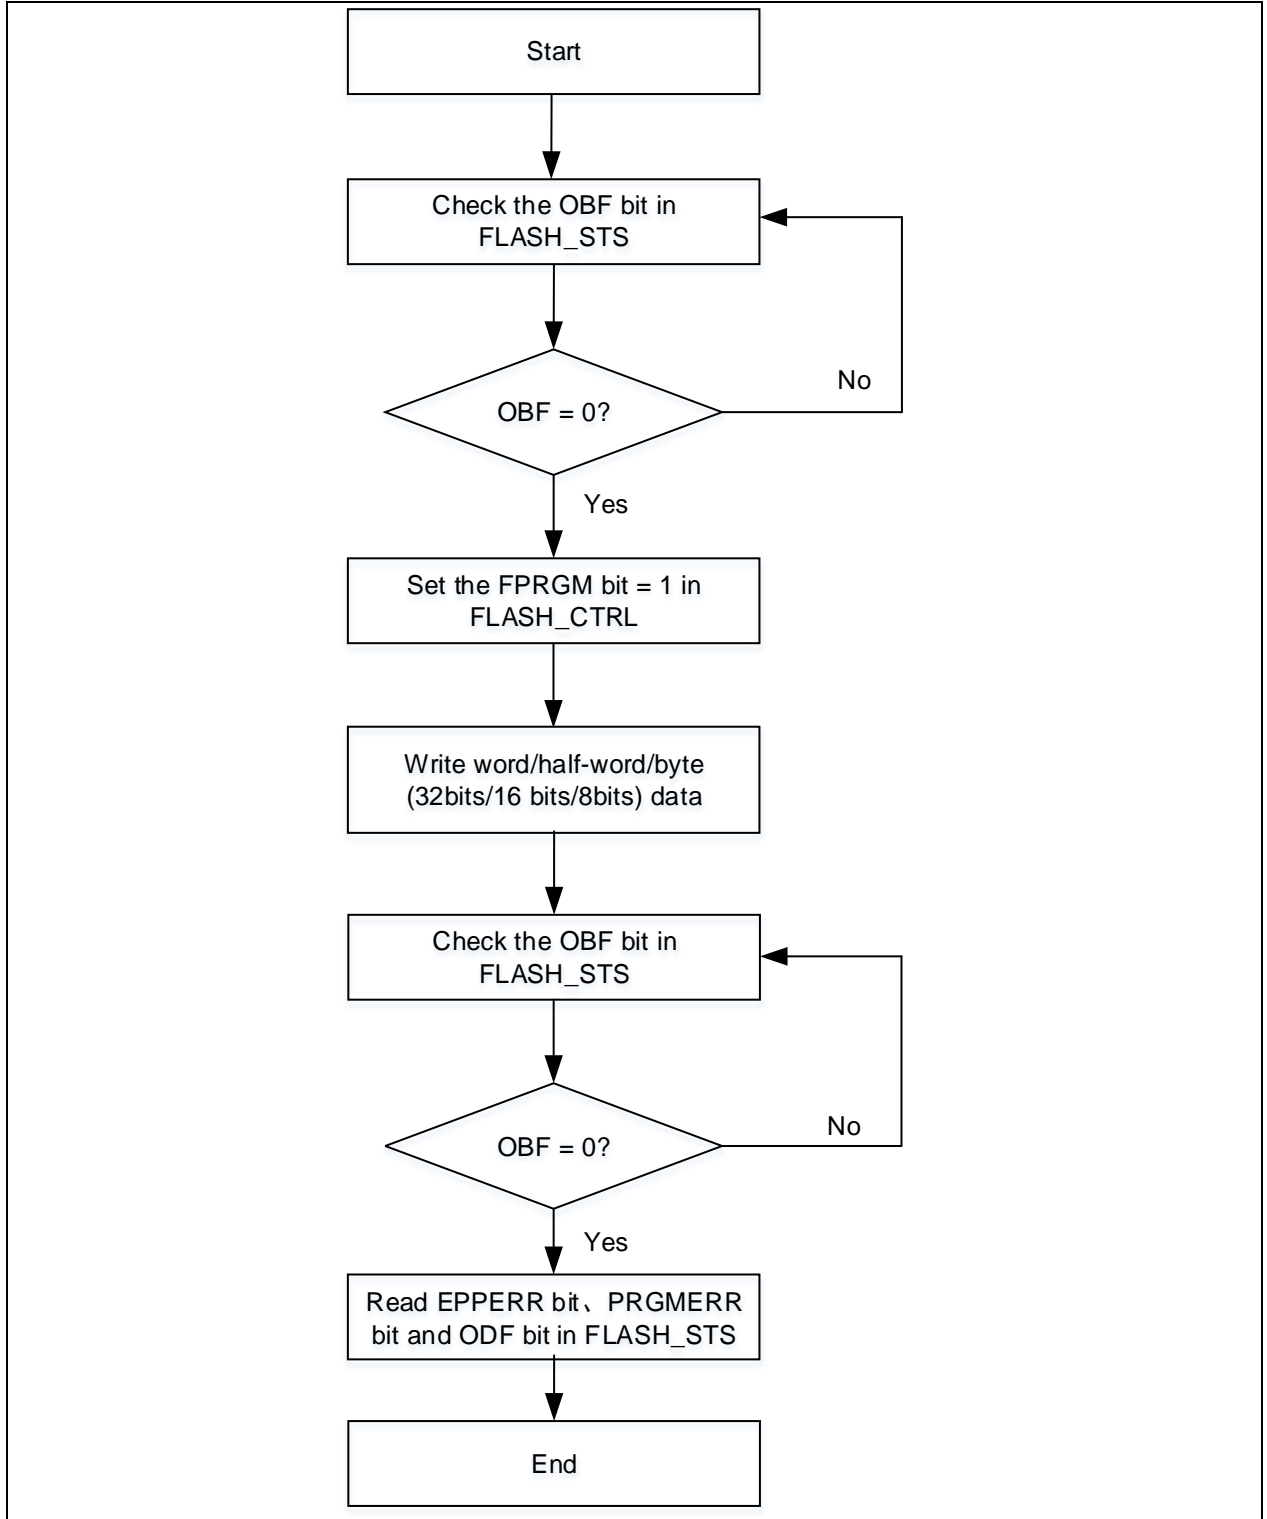 Start
Check the OBF bit in
FLASH_STS
OBF = 0?
No
Yes
Set the FPRGM bit = 1 in
FLASH_CTRL
Write word/half-word/byte
(32bits/16 bits/8bits) data
Check the OBF bit in
FLASH_STS
OBF = 0?
No
Yes
Read EPPERR bit、PRGMERR
bit and ODF bit in FLASH_STS
End